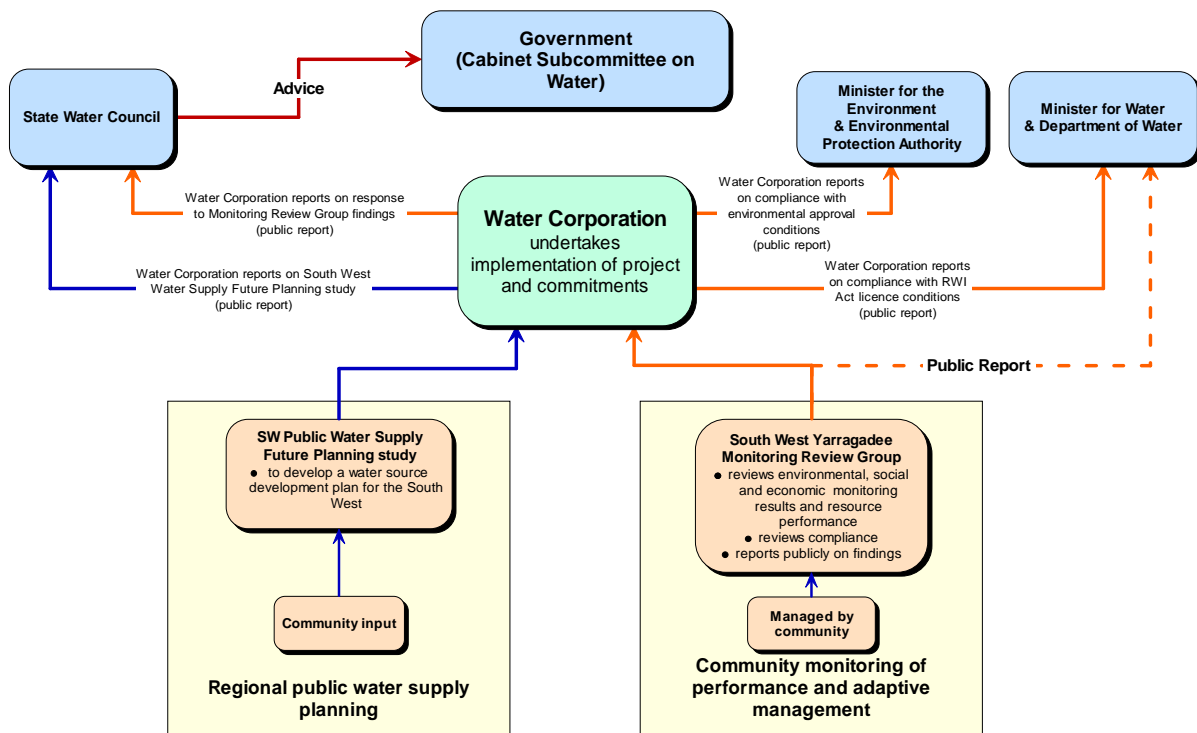 Government
(Cabinet Subcommittee on
Water)
Advice
State Water Council
Minister for the
Environment
& Environmental
Protection Authority
Minister for Water
& Department of Water
Water Corporation reports on response
to Monitoring Review Group findings
(public report)
Water Corporation reports on South West
Water Supply Future Planning study
(public report)
Water Corporation
undertakes
implementation of project
and commitments
Water Corporation reports
on compliance with
environmental approval
conditions
(public report)
Water Corporation reports
on compliance with RWI
Act licence conditions
(public report)
Public Report
SW Public Water Supply
Future Planning study
● to develop a water source
development plan for the South
West
Community input
Regional public water supply
planning
South West Yarragadee
Monitoring Review Group
● reviews environmental, social
and economic monitoring
results and resource
performance
● reviews compliance
● reports publicly on findings
Managed by
community
Community monitoring of
performance and adaptive
management